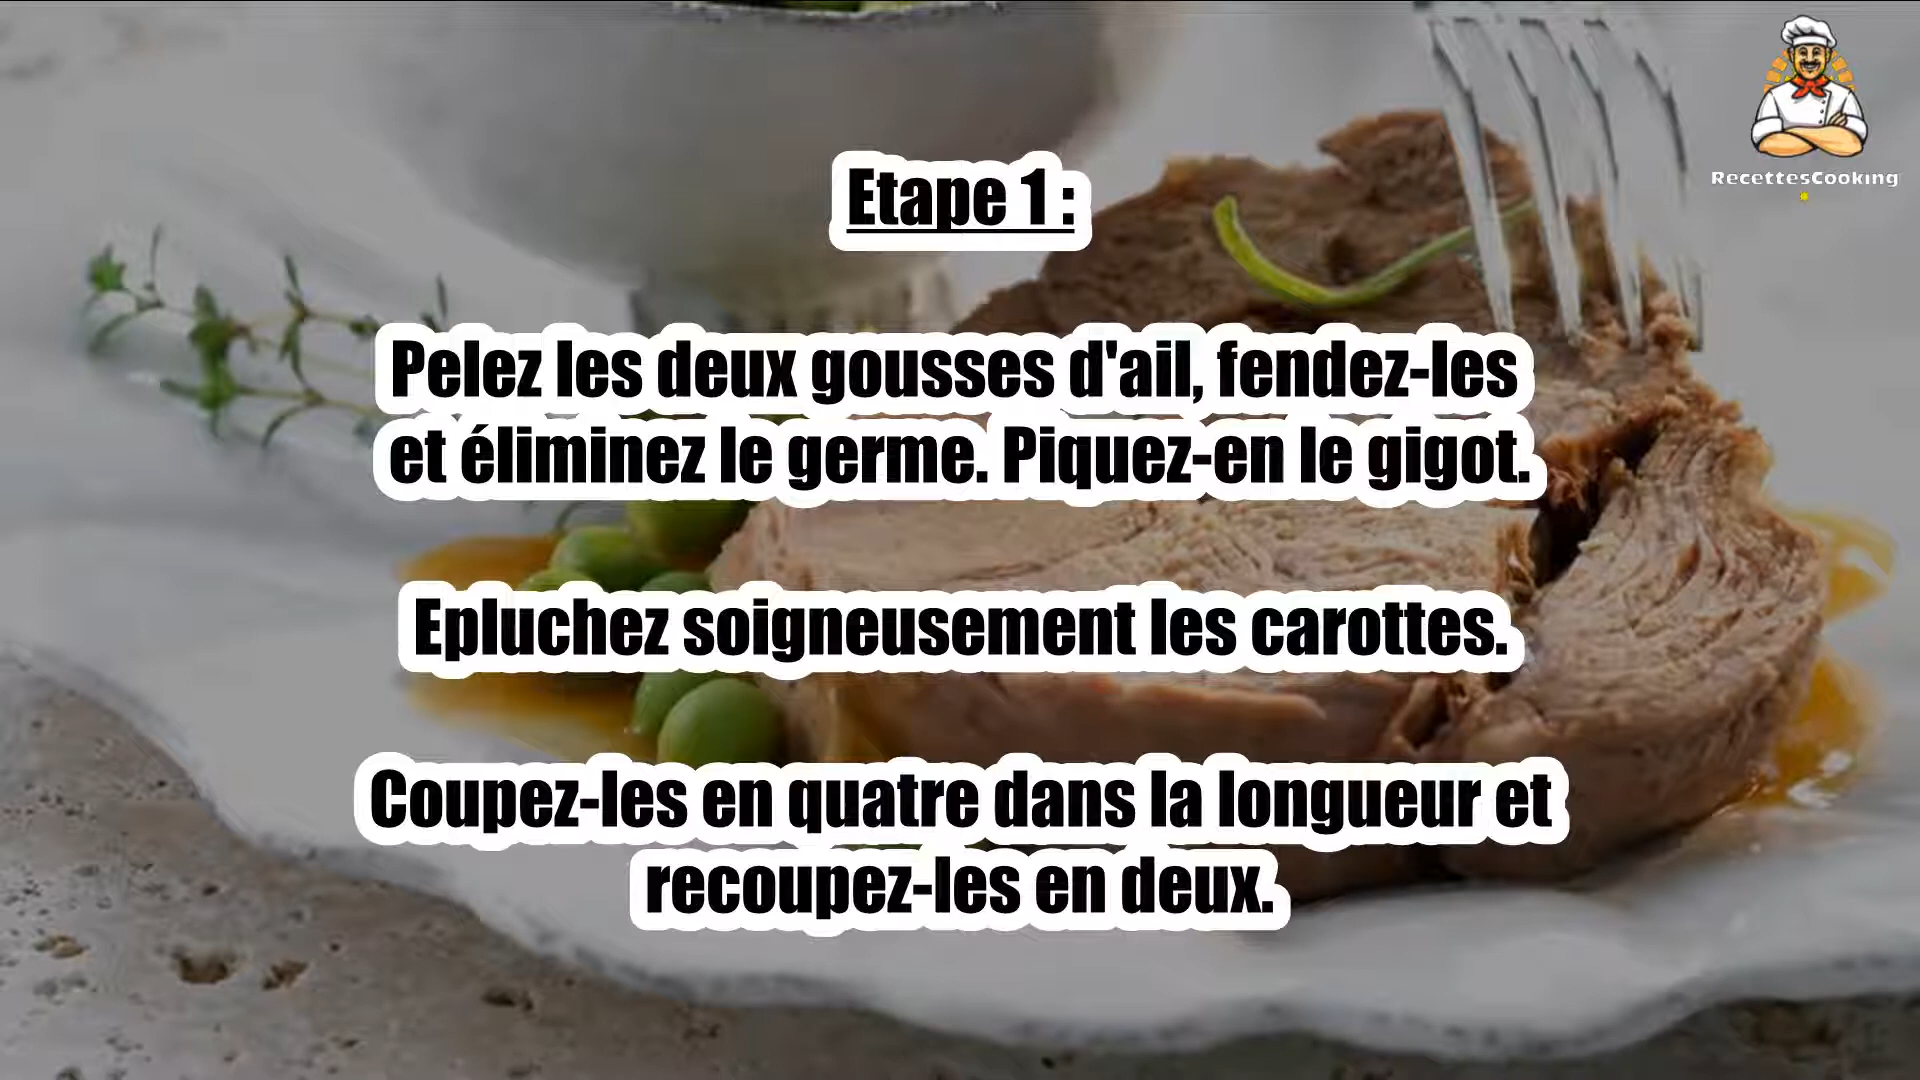 RecettesCooking
Etape 1 :
Pelez les deux gousses d'ail, fendez-les
et éliminez le germe. Piquez-en le gigot.
Epluchez soigneusement les carottes.
Coupez-les en quatre dans la longueur et
recoupez-les en deux.